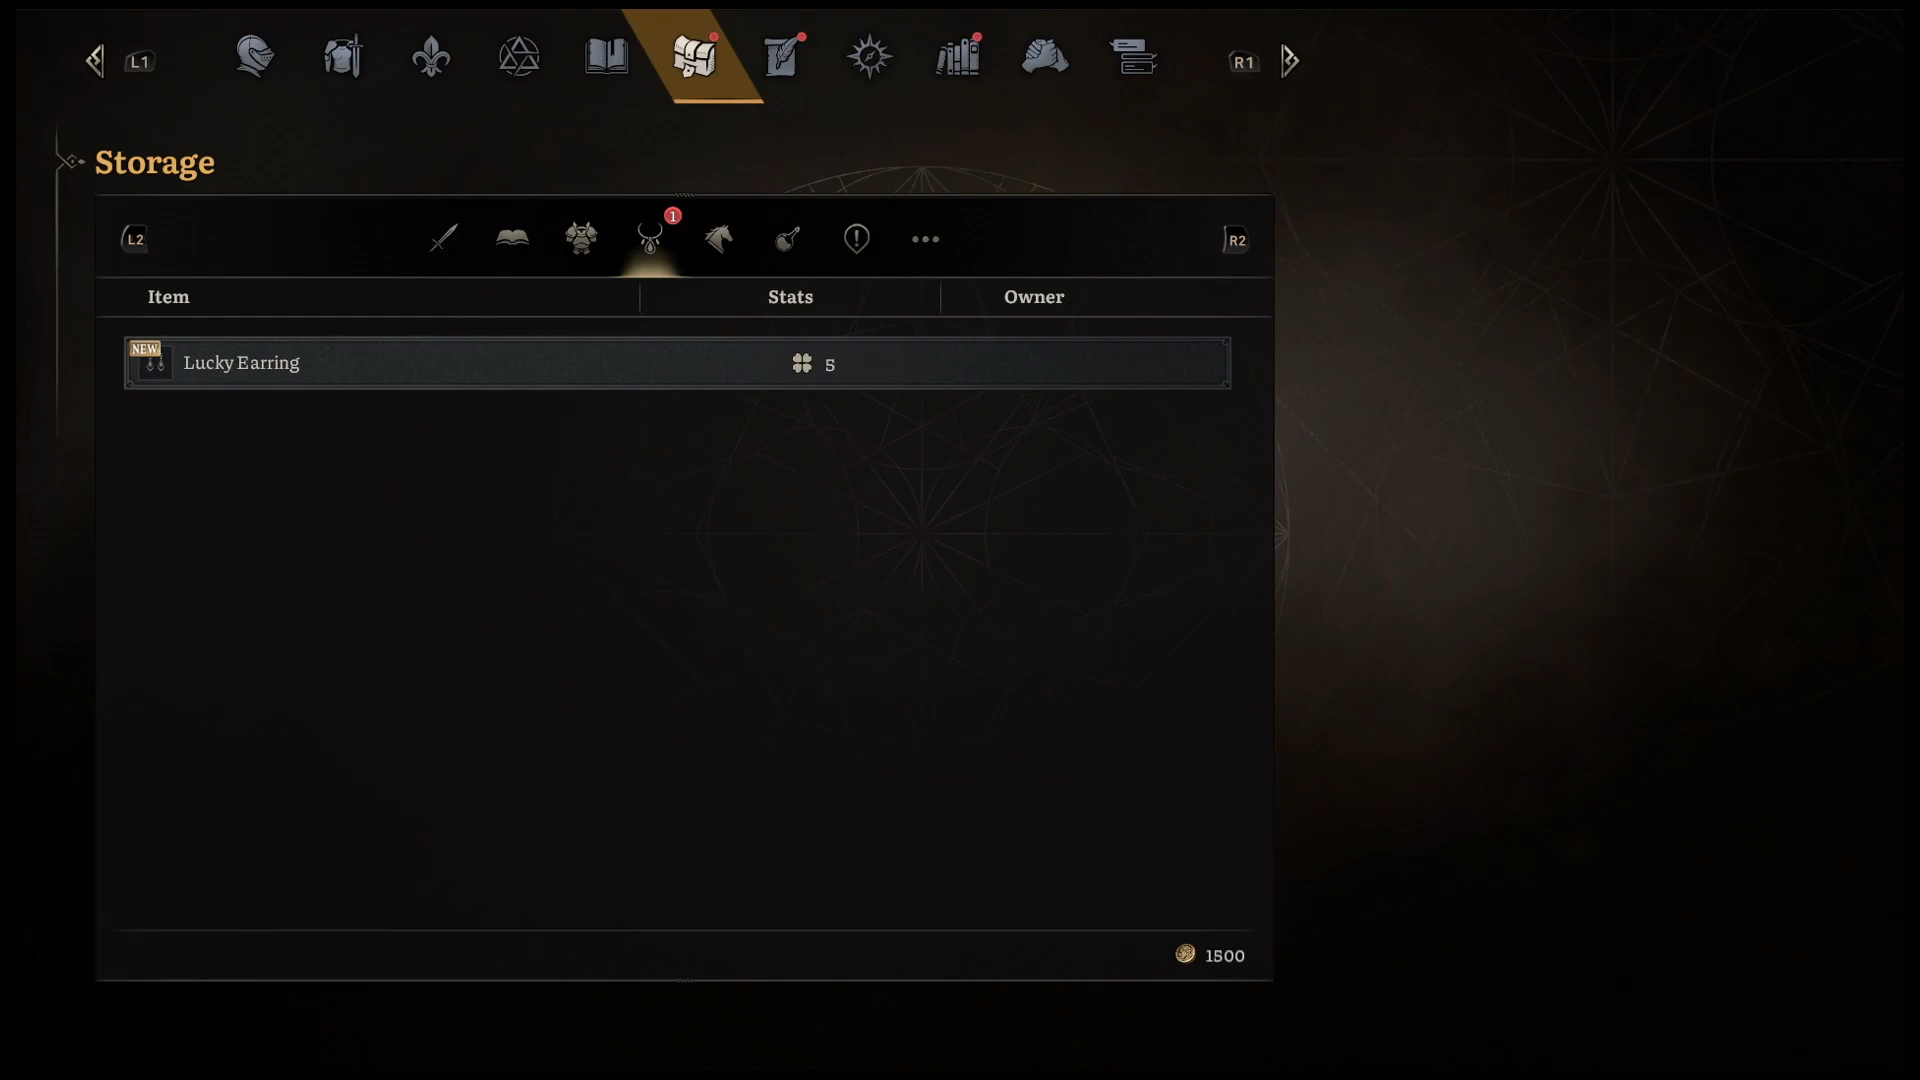 L1
R1
Storage
L2
1
R2
Item Stats Owner
NEW
Lucky Earring 5
1500